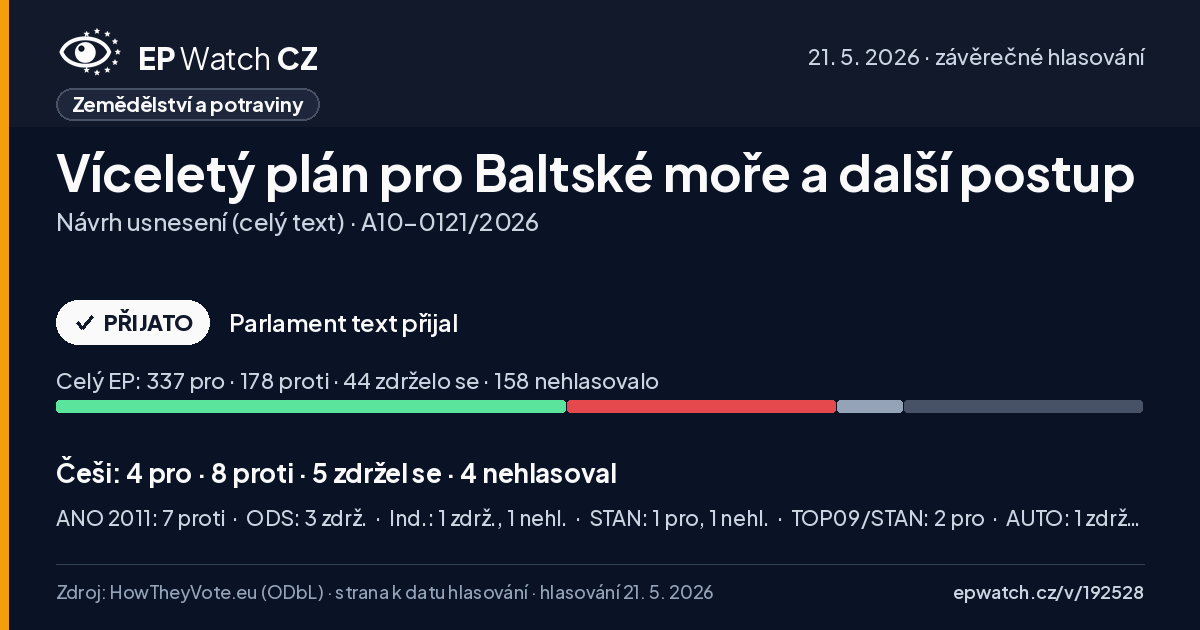 EP Watch CZ
21. 5. 2026 · závěrečné hlasování
Zemědělství a potraviny
Víceletý plán pro Baltské moře a další postup
Návrh usnesení (celý text) · A10–0121/2026
✓ PŘIJATO
Parlament text přijal
Celý EP: 337 pro · 178 proti · 44 zdrželo se · 158 nehlasovalo
Češi: 4 pro · 8 proti · 5 zdržel se · 4 nehlasoval
ANO 2011: 7 proti · ODS: 3 zdrž. · Ind.: 1 zdrž., 1 nehl. · STAN: 1 pro, 1 nehl. · TOP09/STAN: 2 pro · AUTO: 1 zdrž…
Zdroj: HowTheyVote.eu (ODbL) · strana k datu hlasování · hlasování 21. 5. 2026
epwatch.cz/v/192528